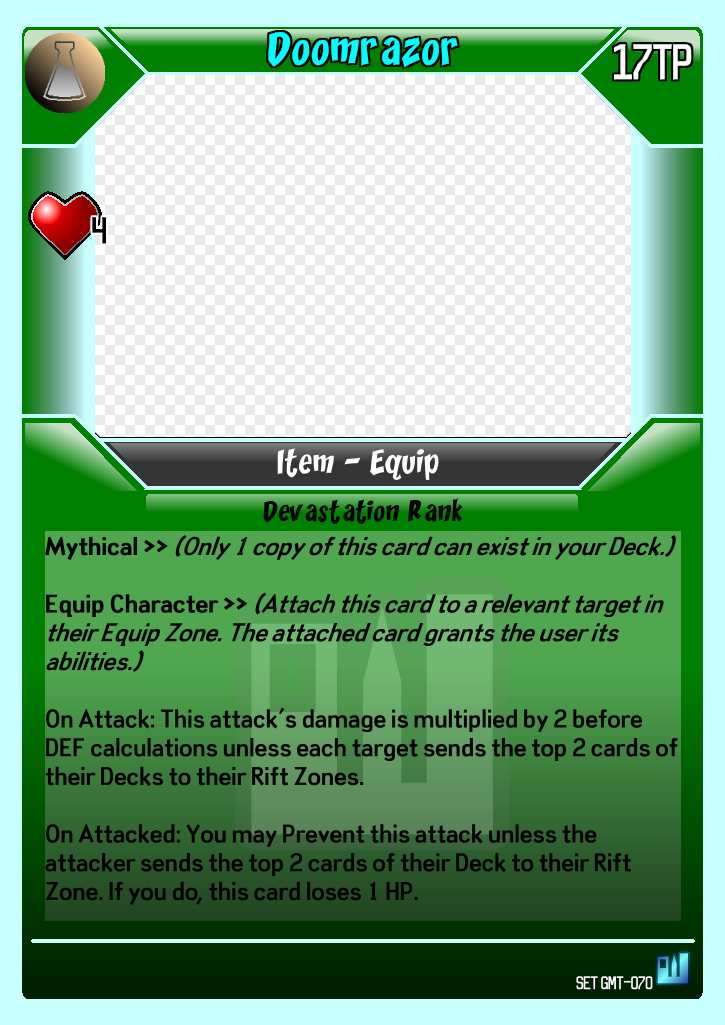 Doomrazor
17TP
4
Item - Equip
Devastation Rank
Mythical >> (Only 1 copy of this card can exist in your Deck.)
Equip Character >> (Attach this card to a relevant target in
their Equip Zone. The attached card grants the user its
abilities.)
On Attack: This attack's damage is multiplied by 2 before
DEF calculations unless each target sends the top 2 cards of
their Decks to their Rift Zones.
On Attacked: You may Prevent this attack unless the
attacker sends the top 2 cards of their Deck to their Rift
Zone. If you do, this card loses 1 HP.
SET GMT-070